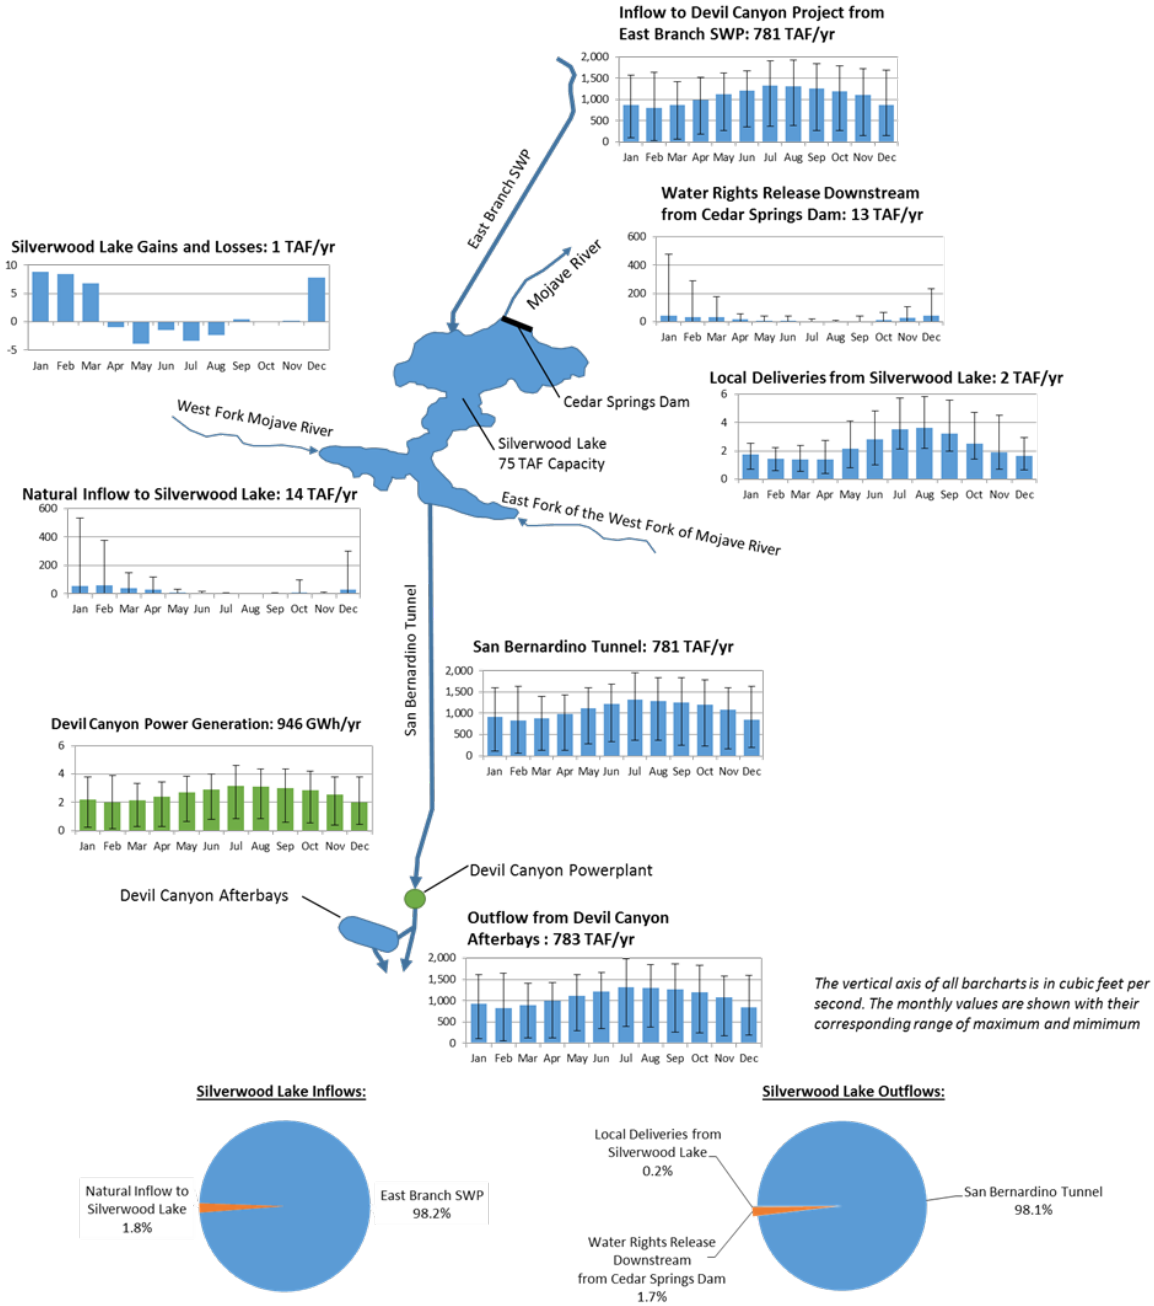 Inflow to Devil Canyon Project from
East Branch SWP: 781 TAF/yr
2,000
1,500
1,000
500
0
Jan Feb Mar Apr May Jun Jul Aug Sep Oct Nov Dec
East Branch SWP
Water Rights Release Downstream
from Cedar Springs Dam: 13 TAF/yr
600
400
200
0
Jan Feb Mar Apr May Jun Jul Aug Sep Oct Nov Dec
Mojave River
Silverwood Lake Gains and Losses: 1 TAF/yr
10
5
0
-5
Jan Feb Mar Apr May Jun Jul Aug Sep Oct Nov Dec
Local Deliveries from Silverwood Lake: 2 TAF/yr
6
4
2
0
Jan Feb Mar Apr May Jun Jul Aug Sep Oct Nov Dec
Cedar Springs Dam
West Fork Mojave River
Silverwood Lake
75 TAF Capacity
Natural Inflow to Silverwood Lake: 14 TAF/yr
600
400
200
0
Jan Feb Mar Apr May Jun Jul Aug Sep Oct Nov Dec
East Fork of the West Fork of Mojave River
San Bernardino Tunnel
San Bernardino Tunnel: 781 TAF/yr
2,000
1,500
1,000
500
0
Jan Feb Mar Apr May Jun Jul Aug Sep Oct Nov Dec
Devil Canyon Power Generation: 946 GWh/yr
6
4
2
0
Jan Feb Mar Apr May Jun Jul Aug Sep Oct Nov Dec
Devil Canyon Powerplant
Devil Canyon Afterbays
Outflow from Devil Canyon
Afterbays : 783 TAF/yr
2,000
1,500
1,000
500
0
Jan Feb Mar Apr May Jun Jul Aug Sep Oct Nov Dec
The vertical axis of all barcharts is in cubic feet per
second. The monthly values are shown with their
corresponding range of maximum and mimimum
Silverwood Lake Inflows:
Natural Inflow to
Silverwood Lake
1.8%
East Branch SWP
98.2%
Silverwood Lake Outflows:
Local Deliveries from
Silverwood Lake
0.2%
San Bernardino Tunnel
98.1%
Water Rights Release
Downstream
from Cedar Springs Dam
1.7%